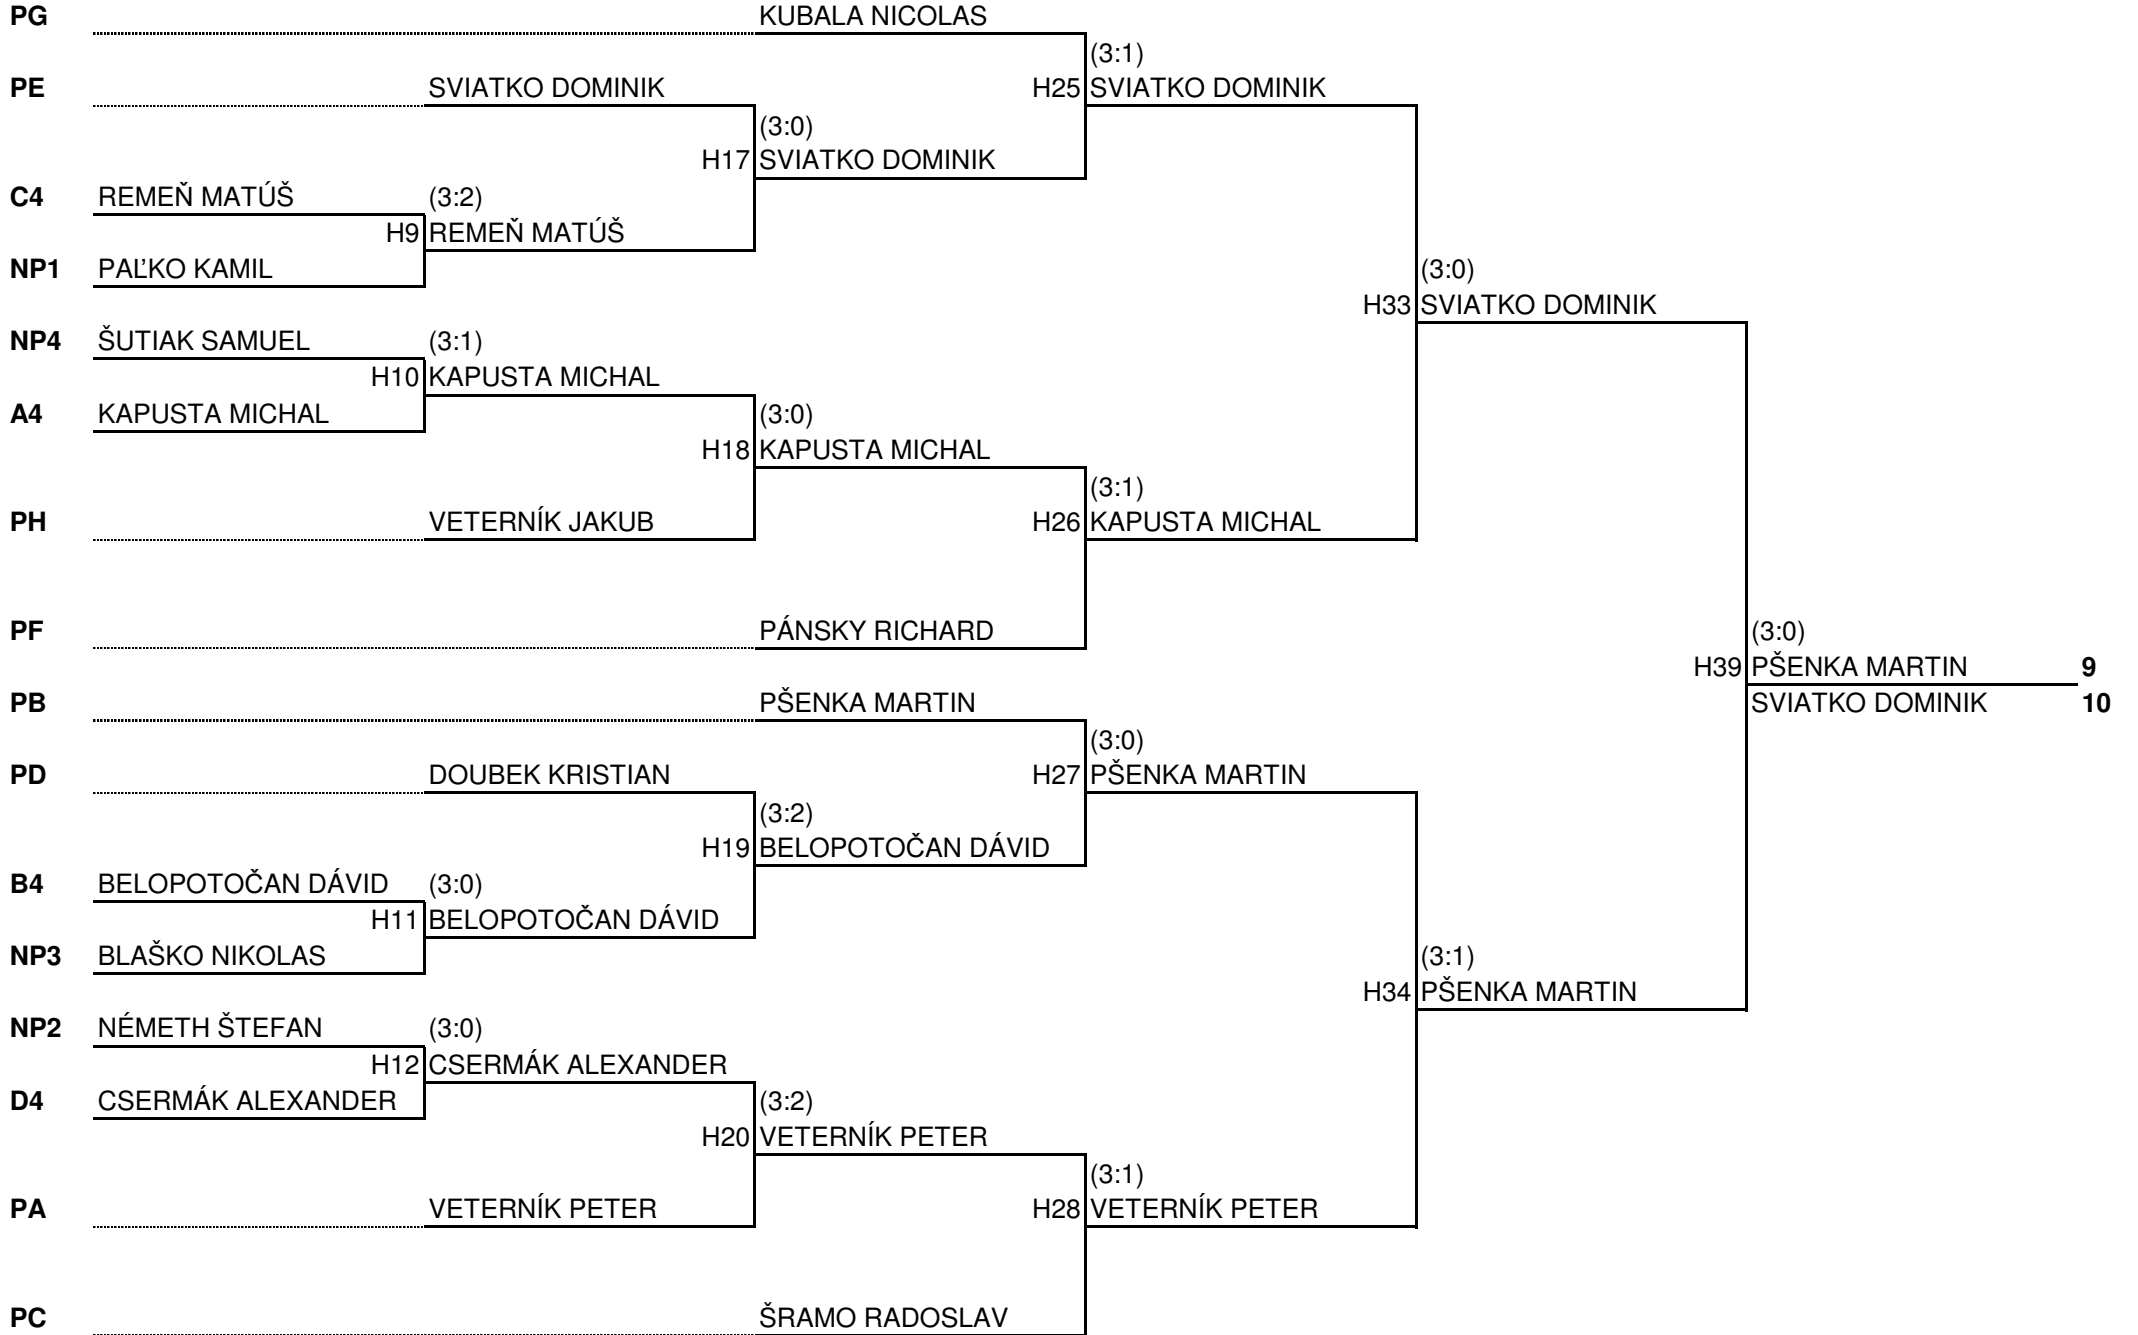 PG KUBALA NICOLAS
(3:1)
PE SVIATKO DOMINIK H25 SVIATKO DOMINIK
(3:0)
H17 SVIATKO DOMINIK
C4 REMEŇ MATÚŠ (3:2)
H9 REMEŇ MATÚŠ
NP1 PAĽKO KAMIL (3:0)
H33 SVIATKO DOMINIK
NP4 ŠUTIAK SAMUEL (3:1)
H10 KAPUSTA MICHAL
A4 KAPUSTA MICHAL (3:0)
H18 KAPUSTA MICHAL
(3:1)
PH VETERNÍK JAKUB H26 KAPUSTA MICHAL
PF PÁNSKY RICHARD (3:0)
H39 PŠENKA MARTIN 9
PB PŠENKA MARTIN SVIATKO DOMINIK 10
(3:0)
PD DOUBEK KRISTIAN H27 PŠENKA MARTIN
(3:2)
H19 BELOPOTOČAN DÁVID
B4 BELOPOTOČAN DÁVID (3:0)
H11 BELOPOTOČAN DÁVID
NP3 BLAŠKO NIKOLAS (3:1)
H34 PŠENKA MARTIN
NP2 NÉMETH ŠTEFAN (3:0)
H12 CSERMÁK ALEXANDER
D4 CSERMÁK ALEXANDER (3:2)
H20 VETERNÍK PETER
(3:1)
PA VETERNÍK PETER H28 VETERNÍK PETER
PC ŠRAMO RADOSLAV